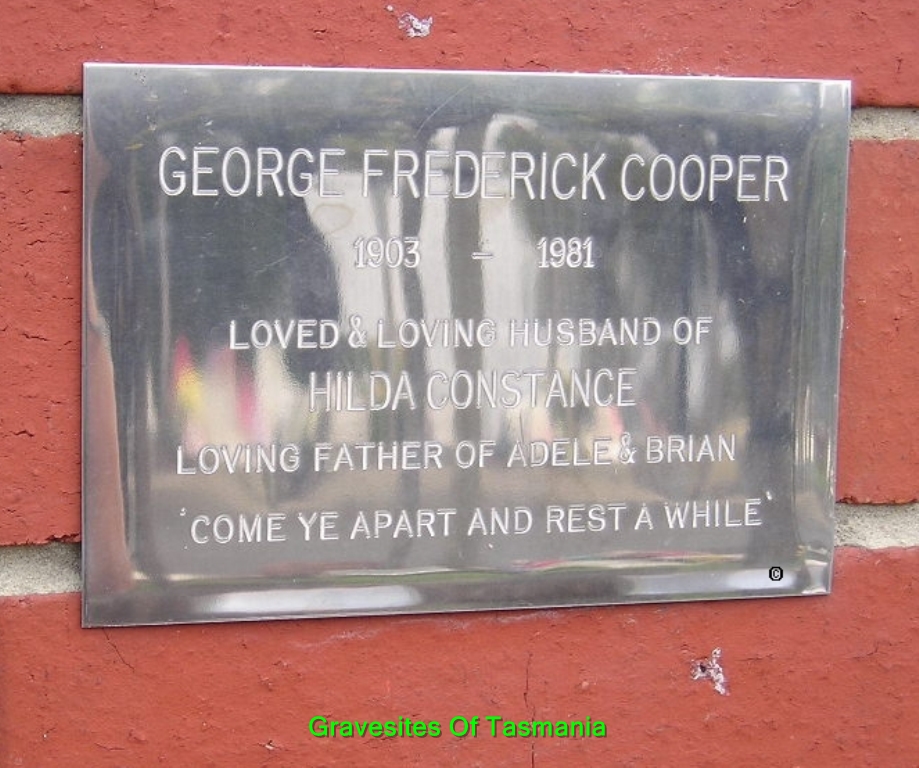 GEORGE FREDERICK COOPER
1903 – 1981
LOVED & LOVING HUSBAND OF
HILDA CONSTANCE
LOVING FATHER OF ADELE & BRIAN
'COME YE APART AND REST A WHILE'
©
Gravesites Of Tasmania